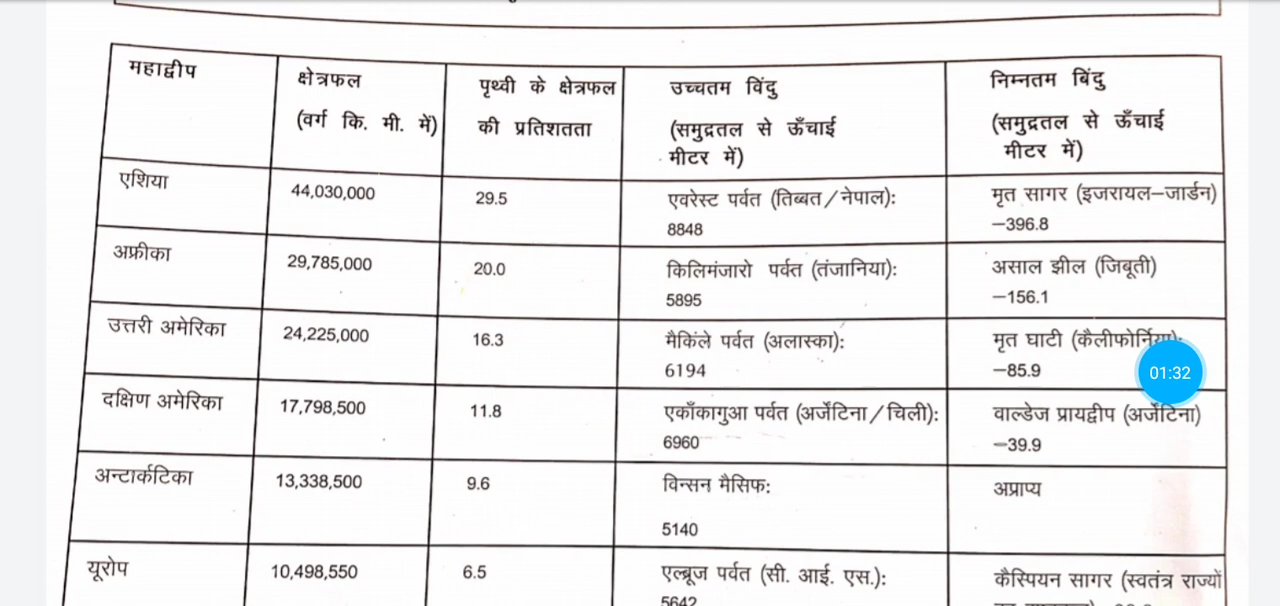 महाद्वीप
क्षेत्रफल
(वर्ग कि. मी. में)
पृथ्वी के क्षेत्रफल
की प्रतिशतता
उच्चतम विंदु
(समुद्रतल से ऊँचाई
मीटर में)
निम्नतम बिंदु
(समुद्रतल से ऊँचाई
मीटर में)
एशिया
44,030,000
29.5
एवरेस्ट पर्वत (तिब्बत/नेपाल):
8848
मृत सागर (इजरायल–जार्डन)
–396.8
अफ्रीका
29,785,000
20.0
किलिमंजारो पर्वत (तंजानिया):
5895
असाल झील (जिबूती)
–156.1
उत्तरी अमेरिका
24,225,000
16.3
मैकिंले पर्वत (अलास्का):
6194
मृत घाटी (कैलीफोर्निया):
–85.9
01:32
दक्षिण अमेरिका
17,798,500
11.8
एकाँकागुआ पर्वत (अर्जेंटिना/चिली):
6960
वाल्डेज प्रायद्वीप (अर्जेंटिना)
–39.9
अन्टार्कटिका
13,338,500
9.6
विन्सन मैसिफ:
5140
अप्राप्य
यूरोप
10,498,550
6.5
एल्ब्रूज पर्वत (सी. आई. एस.):
5642
कैस्पियन सागर (स्वतंत्र राज्यों